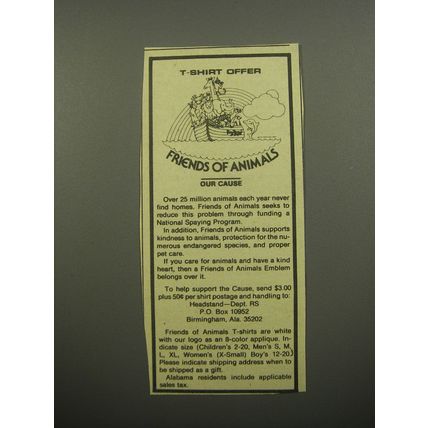 T-SHIRT OFFER
FRIENDS OF ANIMALS
OUR CAUSE
Over 25 million animals each year never
find homes. Friends of Animals seeks to
reduce this problem through funding a
National Spaying Program.
In addition, Friends of Animals supports
kindness to animals, protection for the nu-
merous endangered species, and proper
pet care.
If you care for animals and have a kind
heart, then a Friends of Animals Emblem
belongs over it.
To help support the Cause, send $3.00
plus 50¢ per shirt postage and handling to:
Headstand—Dept. RS
P.O. Box 10952
Birmingham, Ala. 35202
Friends of Animals T-shirts are white
with our logo as an 8-color applique. In-
dicate size (Children's 2-20, Men's S, M,
L, XL, Women's (X-Small) Boy's 12-20.)
Please indicate shipping address when to
be shipped as a gift.
Alabama residents include applicable
sales tax.